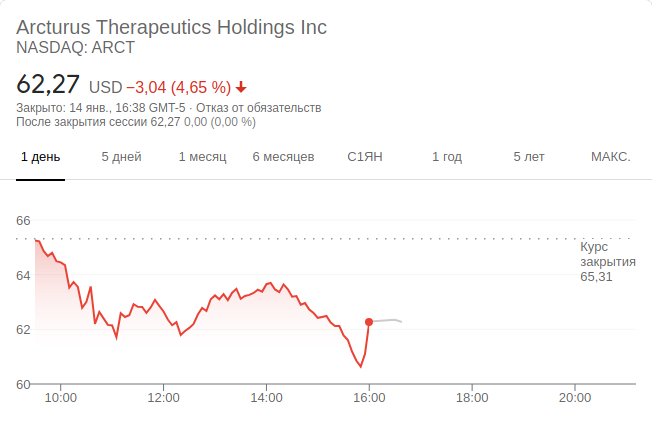 Arcturus Therapeutics Holdings Inc
NASDAQ: ARCT
62,27 USD −3,04 (4,65 %)
Закрыто: 14 янв., 16:38 GMT-5 · Отказ от обязательств
После закрытия сессии 62,27 0,00 (0,00 %)
1 день 5 дней 1 месяц 6 месяцев С1ЯН 1 год 5 лет МАКС.
66
Курс
закрытия
65,31
64
62
60
10:00 12:00 14:00 16:00 18:00 20:00